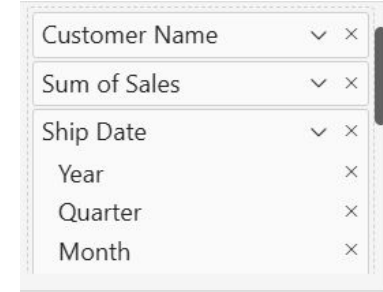 Customer Name
Sum of Sales
Ship Date
Year
Quarter
Month